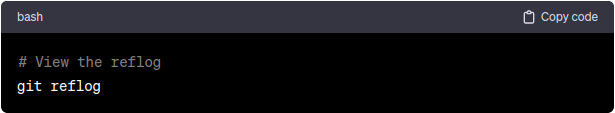 bash
Copy code
# View the reflog
git reflog